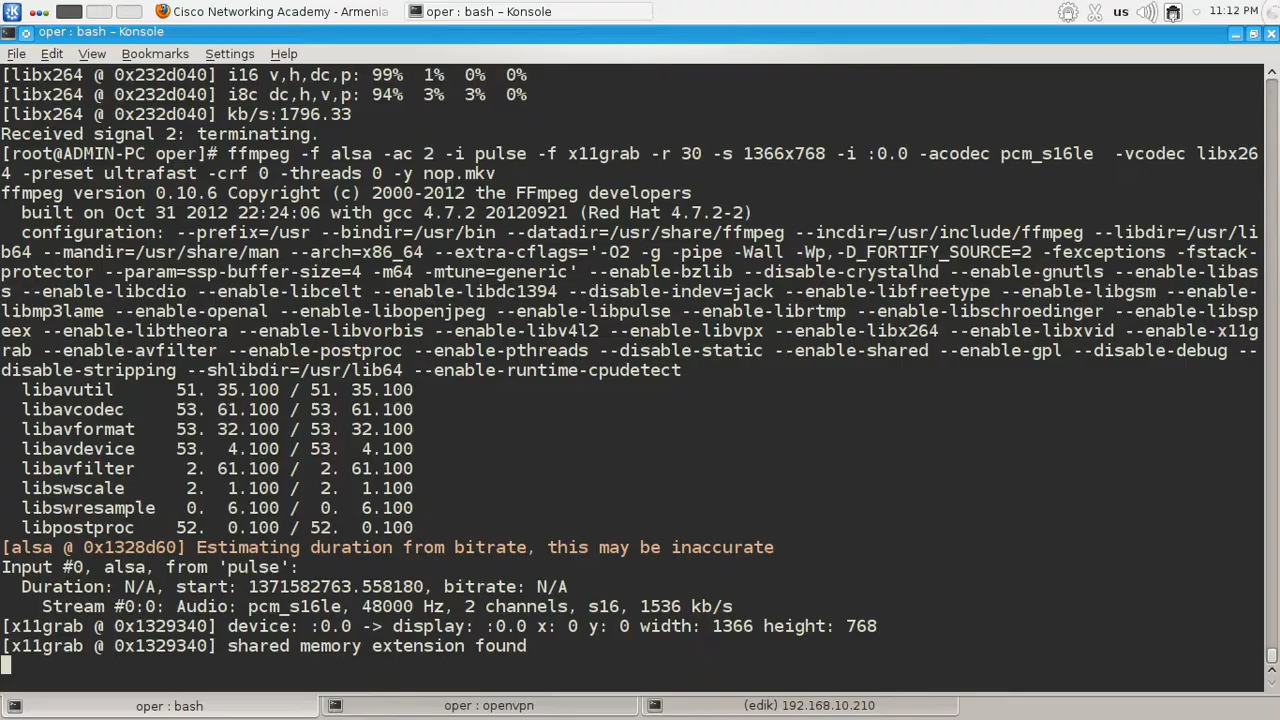 Cisco Networking Academy - Armenia
oper : bash – Konsole
us
11:12 PM
oper : bash – Konsole
File Edit View Bookmarks Settings Help
[libx264 @ 0x232d040] i16 v,h,dc,p: 99%  1%  0%  0%
[libx264 @ 0x232d040] i8c dc,h,v,p: 94%  3%  3%  0%
[libx264 @ 0x232d040] kb/s:1796.33
Received signal 2: terminating.
[root@ADMIN-PC oper]# ffmpeg -f alsa -ac 2 -i pulse -f x11grab -r 30 -s 1366x768 -i :0.0 -acodec pcm_s16le  -vcodec libx26
4 -preset ultrafast -crf 0 -threads 0 -y nop.mkv
ffmpeg version 0.10.6 Copyright (c) 2000-2012 the FFmpeg developers
  built on Oct 31 2012 22:24:06 with gcc 4.7.2 20120921 (Red Hat 4.7.2-2)
  configuration: --prefix=/usr --bindir=/usr/bin --datadir=/usr/share/ffmpeg --incdir=/usr/include/ffmpeg --libdir=/usr/li
b64 --mandir=/usr/share/man --arch=x86_64 --extra-cflags='-O2 -g -pipe -Wall -Wp,-D_FORTIFY_SOURCE=2 -fexceptions -fstack-
protector --param=ssp-buffer-size=4 -m64 -mtune=generic' --enable-bzlib --disable-crystalhd --enable-gnutls --enable-libas
s --enable-libcdio --enable-libcelt --enable-libdc1394 --disable-indev=jack --enable-libfreetype --enable-libgsm --enable-
libmp3lame --enable-openal --enable-libopenjpeg --enable-libpulse --enable-librtmp --enable-libschroedinger --enable-libsp
eex --enable-libtheora --enable-libvorbis --enable-libv4l2 --enable-libvpx --enable-libx264 --enable-libxvid --enable-x11g
rab --enable-avfilter --enable-postproc --enable-pthreads --disable-static --enable-shared --enable-gpl --disable-debug --
disable-stripping --shlibdir=/usr/lib64 --enable-runtime-cpudetect
  libavutil      51. 35.100 / 51. 35.100
  libavcodec     53. 61.100 / 53. 61.100
  libavformat    53. 32.100 / 53. 32.100
  libavdevice    53.  4.100 / 53.  4.100
  libavfilter     2. 61.100 /  2. 61.100
  libswscale      2.  1.100 /  2.  1.100
  libswresample   0.  6.100 /  0.  6.100
  libpostproc    52.  0.100 / 52.  0.100
[alsa @ 0x1328d60] Estimating duration from bitrate, this may be inaccurate
Input #0, alsa, from 'pulse':
  Duration: N/A, start: 1371582763.558180, bitrate: N/A
    Stream #0:0: Audio: pcm_s16le, 48000 Hz, 2 channels, s16, 1536 kb/s
[x11grab @ 0x1329340] device: :0.0 -> display: :0.0 x: 0 y: 0 width: 1366 height: 768
[x11grab @ 0x1329340] shared memory extension found
oper : bash
oper : openvpn
(edik) 192.168.10.210